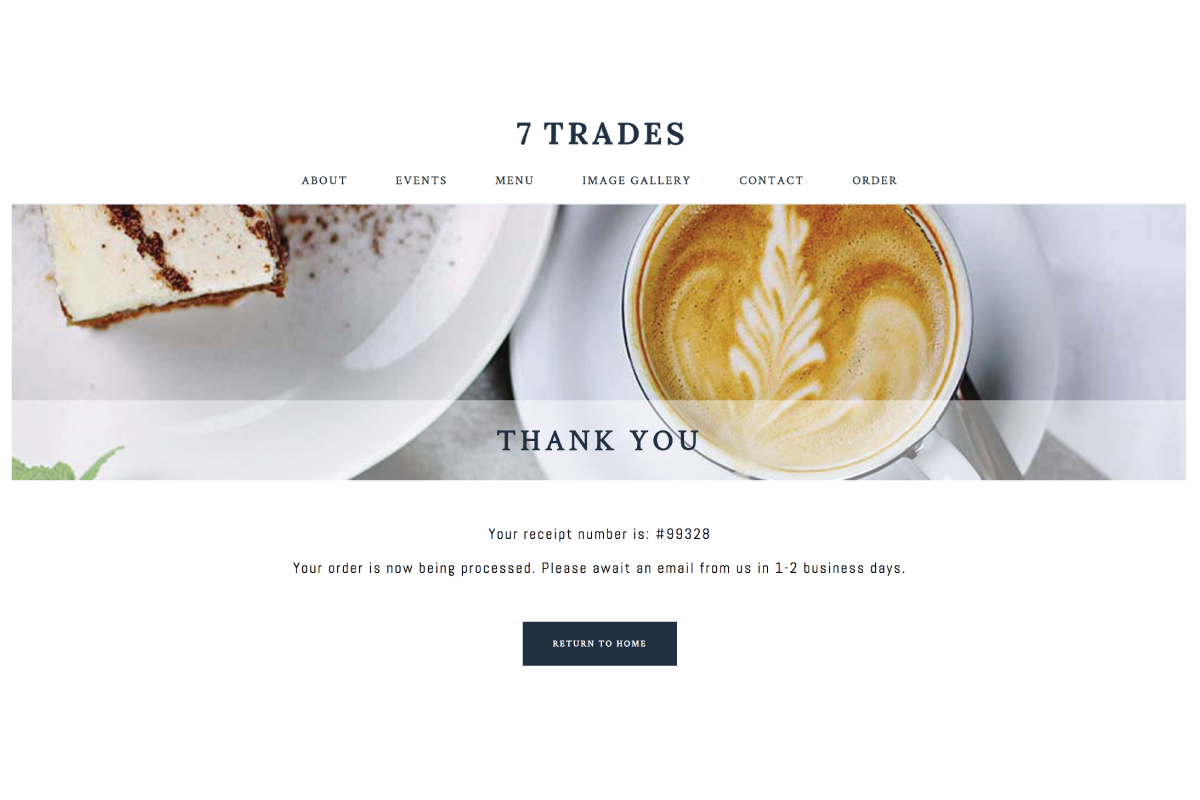 7 TRADES
ABOUT EVENTS MENU IMAGE GALLERY CONTACT ORDER
THANK YOU
Your receipt number is: #99328
Your order is now being processed. Please await an email from us in 1-2 business days.
RETURN TO HOME